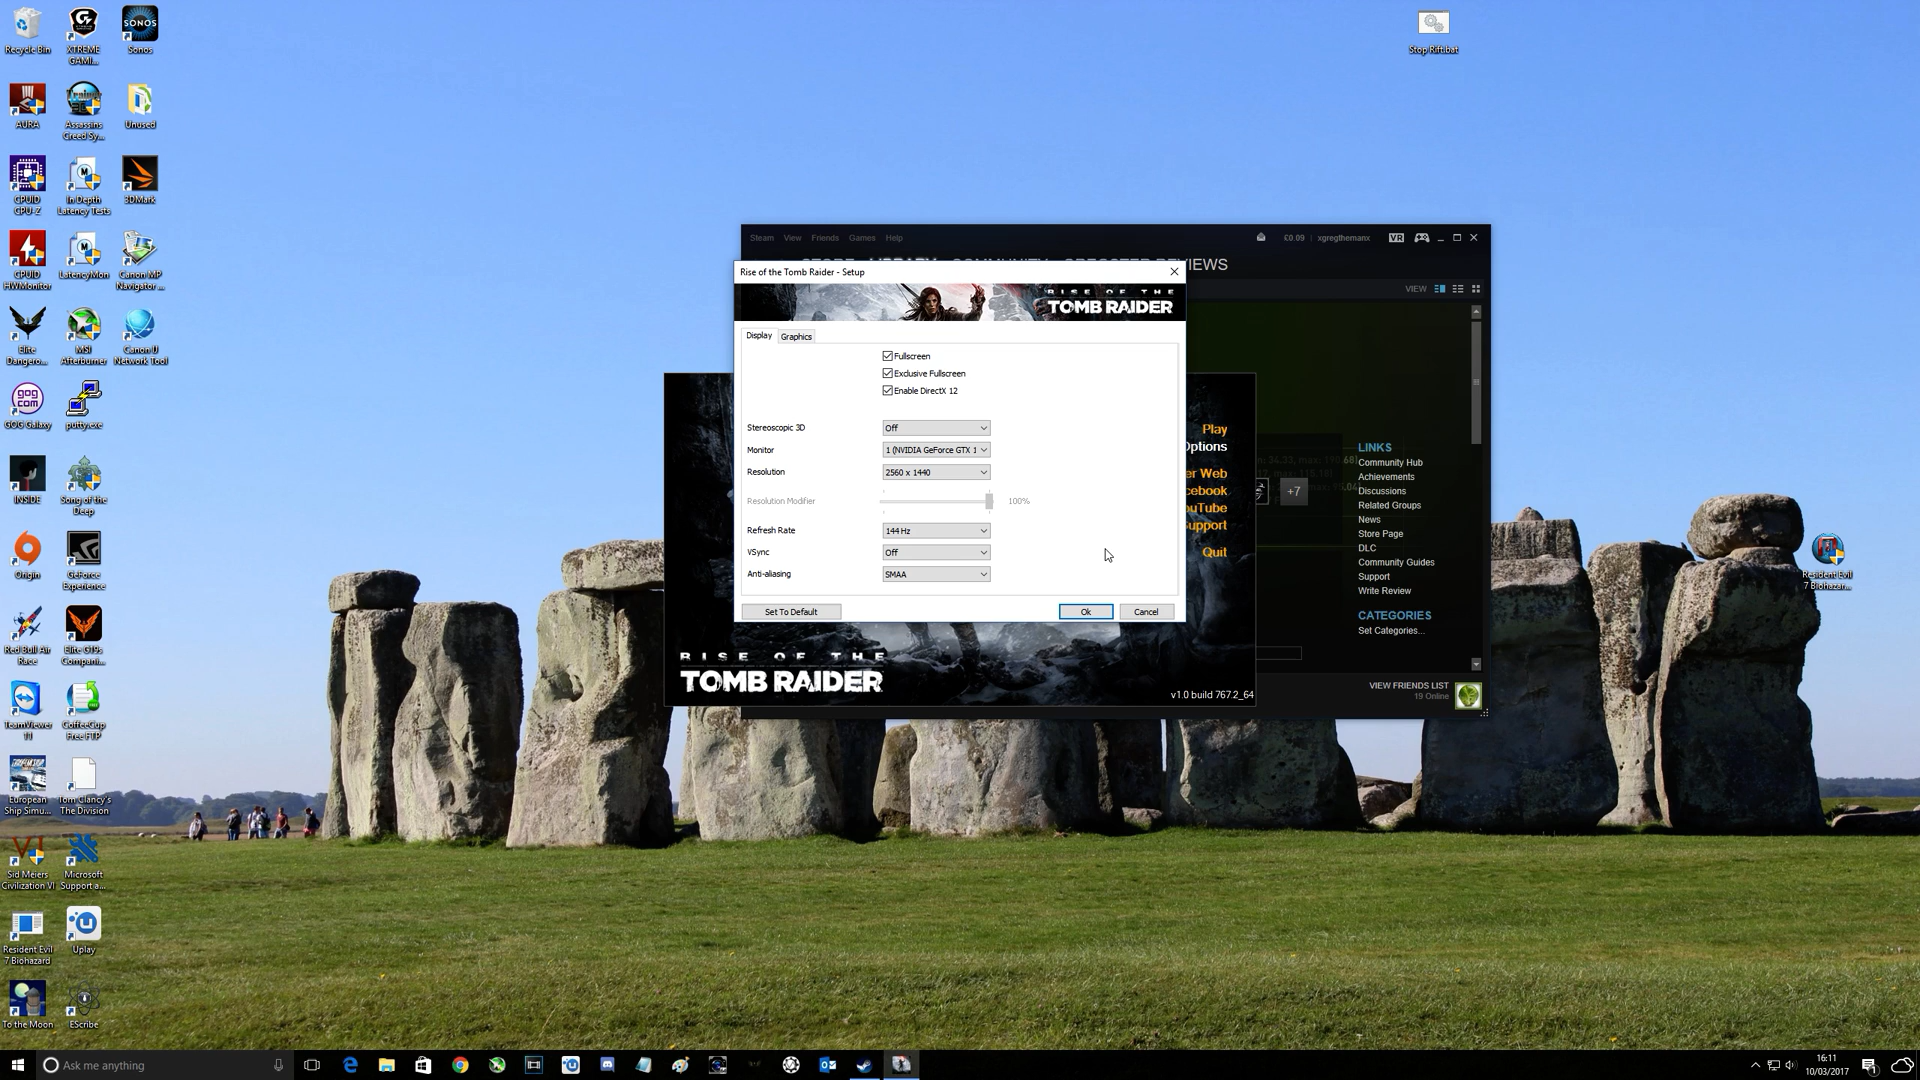 Recycle Bin
XTREME GAMI...
Sonos
Stop Rift.bat
AURA
Assassins Creed Sy...
Unused
CPUID CPU-Z
In Depth Latency Tests
3DMark
CPUID HWMonitor
LatencyMon
Canon MP Navigator ...
Elite Dangero...
MSI Afterburner
Canon IJ Network Tool
GOG Galaxy
putty.exe
INSIDE
Song of the Deep
Origin
GeForce Experience
Red Bull Air Race
Elite G19s Compani...
TeamViewer 11
CoffeeCup Free FTP
European Ship Simu...
Tom Clancy's The Division
Sid Meiers Civilization VI
Microsoft Support a...
Resident Evil 7 Biohazard
Uplay
To the Moon
EScribe
Resident Evil 7 Biohazar...
Steam View Friends Games Help
£0.09 | xgregthemanx VR
REVIEWS
VIEW
Rise of the Tomb Raider - Setup
RISE OF THE
TOMB RAIDER
Display Graphics
Fullscreen
Exclusive Fullscreen
Enable DirectX 12
Stereoscopic 3D Off
Monitor 1 (NVIDIA GeForce GTX 1
Resolution 2560 x 1440
Resolution Modifier 100%
Refresh Rate 144 Hz
VSync Off
Anti-aliasing SMAA
Set To Default Ok Cancel
Play
Options
er Web
cebook
ouTube
upport
Quit
+7
LINKS
Community Hub
Achievements
Discussions
Related Groups
News
Store Page
DLC
Community Guides
Support
Write Review
CATEGORIES
Set Categories...
VIEW FRIENDS LIST
19 Online
RISE OF THE
TOMB RAIDER
v1.0 build 767.2_64
Ask me anything
16:11
10/03/2017